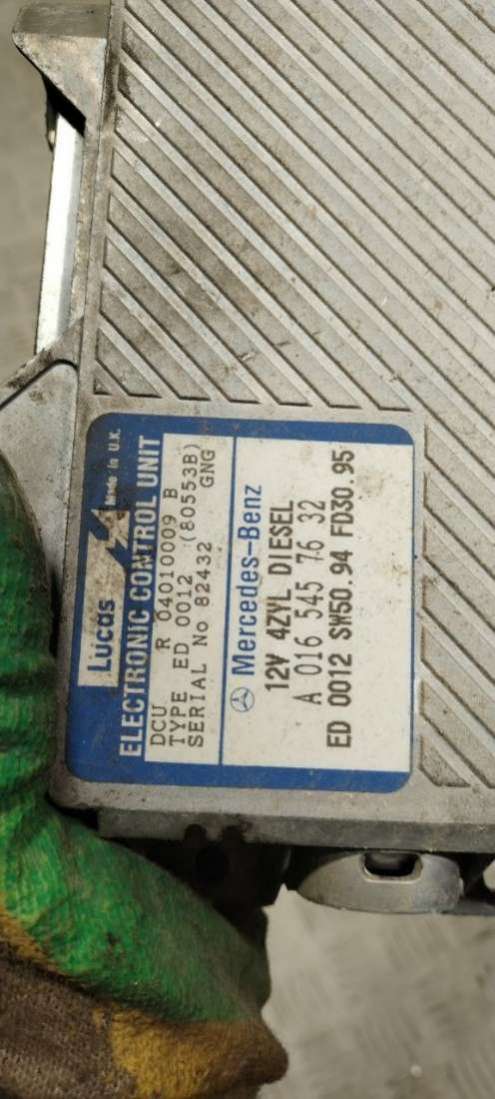 Lucas Made in U.K.
ELECTRONIC CONTROL UNIT
DCU R 04010009 B
TYPE ED 0012 (80553B)
SERIAL No 82432 GNG
Mercedes-Benz
12V 4ZYL DIESEL
A 016 545 76 32
ED 0012 SW50.94 FD30.95